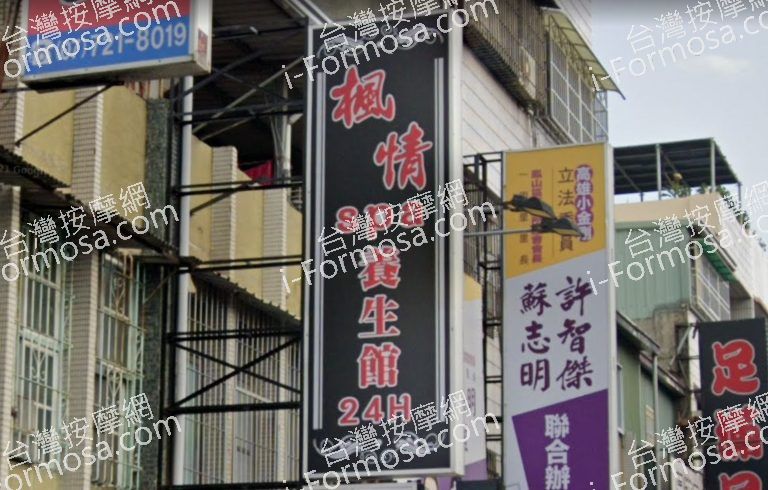 721-8019
楓情
spa
養生館
24H
高雄小金剛
立法委員
許智傑
蘇志明
聯合辦
足
台灣按摩網
i-Formosa.com